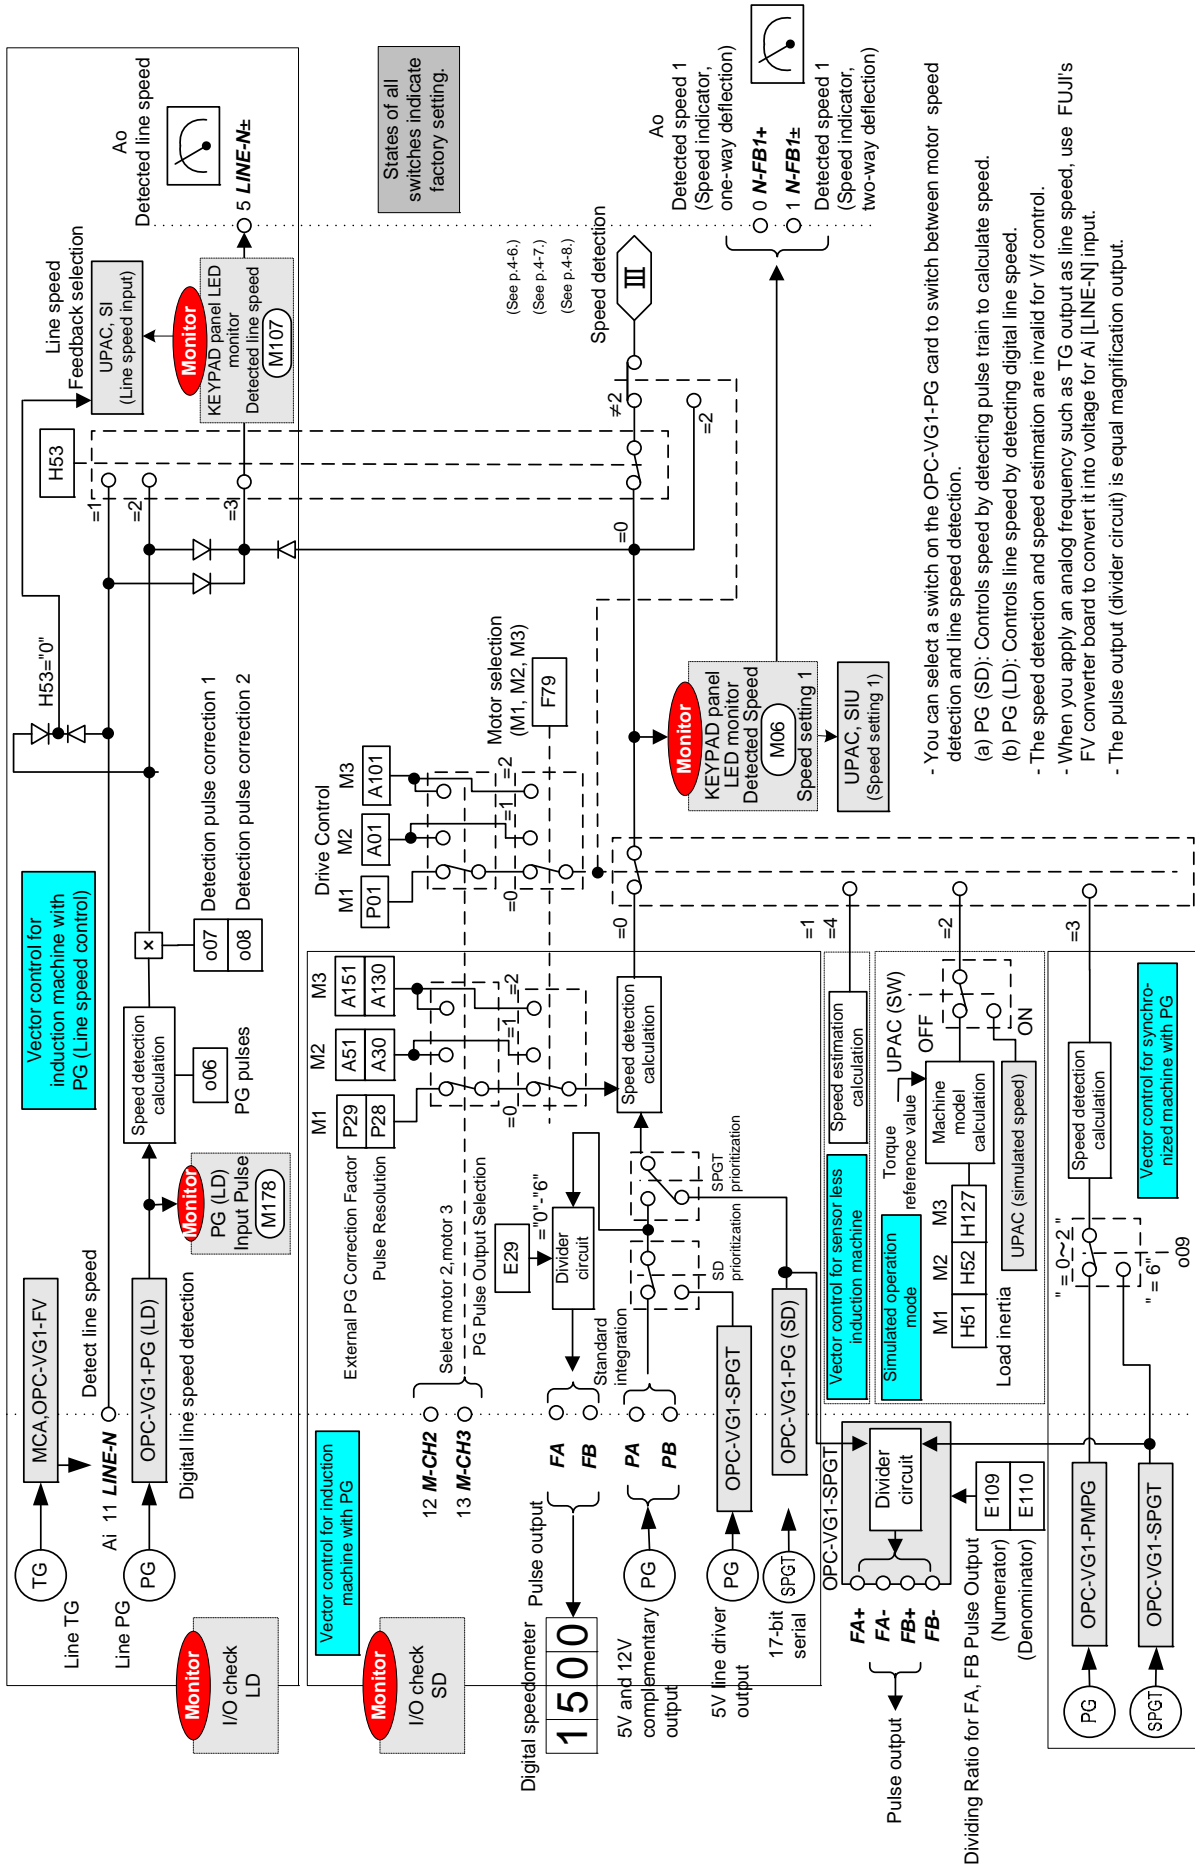 TG
Line TG
MCA,OPC-VG1-FV
Ai 11 LINE-N
Detect line speed
PG
Line PG
OPC-VG1-PG (LD)
Digital line speed detection
Monitor
I/O check
LD
Vector control for
induction machine with
PG (Line speed control)
Monitor
PG (LD)
Input Pulse
M178
Speed detection
calculation
o06
PG pulses
×
o07
o08
Detection pulse correction 1
Detection pulse correction 2
H53="0"
Line speed
Feedback selection
UPAC, SI
(Line speed input)
H53
=1
=2
=3
Monitor
KEYPAD panel LED
monitor
Detected line speed
M107
Ao
Detected line speed
5 LINE-N±
States of all
switches indicate
factory setting.
Vector control for induction
machine with PG
Monitor
I/O check
SD
12 M-CH2
13 M-CH3
Select motor 2,motor 3
PG Pulse Output Selection
External PG Correction Factor
Pulse Resolution
M1
M2
M3
P29
P28
A51
A30
A151
A130
=0
=1
=2
Drive Control
M1
M2
M3
P01
A01
A101
=0
=1
=2
Motor selection
(M1, M2, M3)
F79
Digital speedometer
1500
Pulse output
FA
FB
E29
="0"-"6"
Divider
circuit
Standard
integration
5V and 12V
complementary
output
PG
PA
PB
SD
prioritization
SPGT
prioritization
Speed detection
calculation
=0
5V line driver
output
PG
OPC-VG1-SPGT
17-bit
serial
SPGT
OPC-VG1-PG (SD)
=0
≠2
=2
(See p.4-6.)
(See p.4-7.)
(See p.4-8.)
Speed detection
III
Monitor
KEYPAD panel
LED monitor
Detected Speed
M06
Speed setting 1
UPAC, SIU
(Speed setting 1)
Ao
Detected speed 1
(Speed indicator,
one-way deflection)
0 N-FB1+
1 N-FB1±
Detected speed 1
(Speed indicator,
two-way deflection)
Vector control for sensor less
induction machine
Speed estimation
calculation
=1
=4
Simulated operation
mode
Torque
reference value
UPAC (SW)
OFF
ON
Machine
model
calculation
M1
M2
M3
H51
H52
H127
Load inertia
UPAC (simulated speed)
=2
OPC-VG1-SPGT
Divider
circuit
FA+
FA-
FB+
FB-
Pulse output
E109
E110
Dividing Ratio for FA, FB Pulse Output
(Numerator)
(Denominator)
PG
OPC-VG1-PMPG
SPGT
OPC-VG1-SPGT
" = 0~2 "
" = 6"
o09
Speed detection
calculation
Vector control for synchro-
nized machine with PG
=3
- You can select a switch on the OPC-VG1-PG card to switch between motor speed
detection and line speed detection.
(a) PG (SD): Controls speed by detecting pulse train to calculate speed.
(b) PG (LD): Controls line speed by detecting digital line speed.
- The speed detection and speed estimation are invalid for V/f control.
- When you apply an analog frequency such as TG output as line speed, use FUJI's
FV converter board to convert it into voltage for Ai [LINE-N] input.
- The pulse output (divider circuit) is equal magnification output.